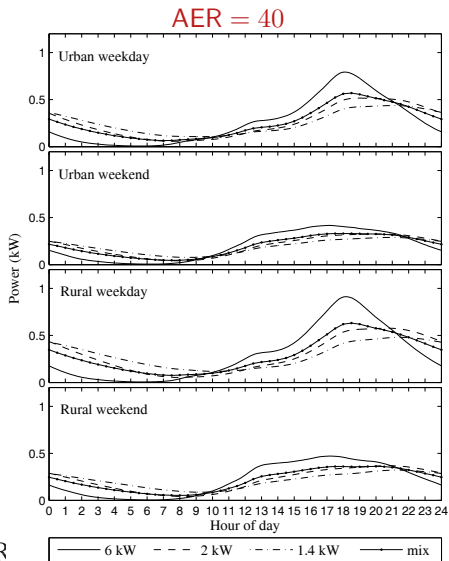 AER = 40
1
0.5
0
Urban weekday
1
0.5
0
Urban weekend
1
0.5
0
Rural weekday
1
0.5
0
Rural weekend
Power (kW)
0 1 2 3 4 5 6 7 8 9 10 11 12 13 14 15 16 17 18 19 20 21 22 23 24
Hour of day
6 kW 2 kW 1.4 kW mix